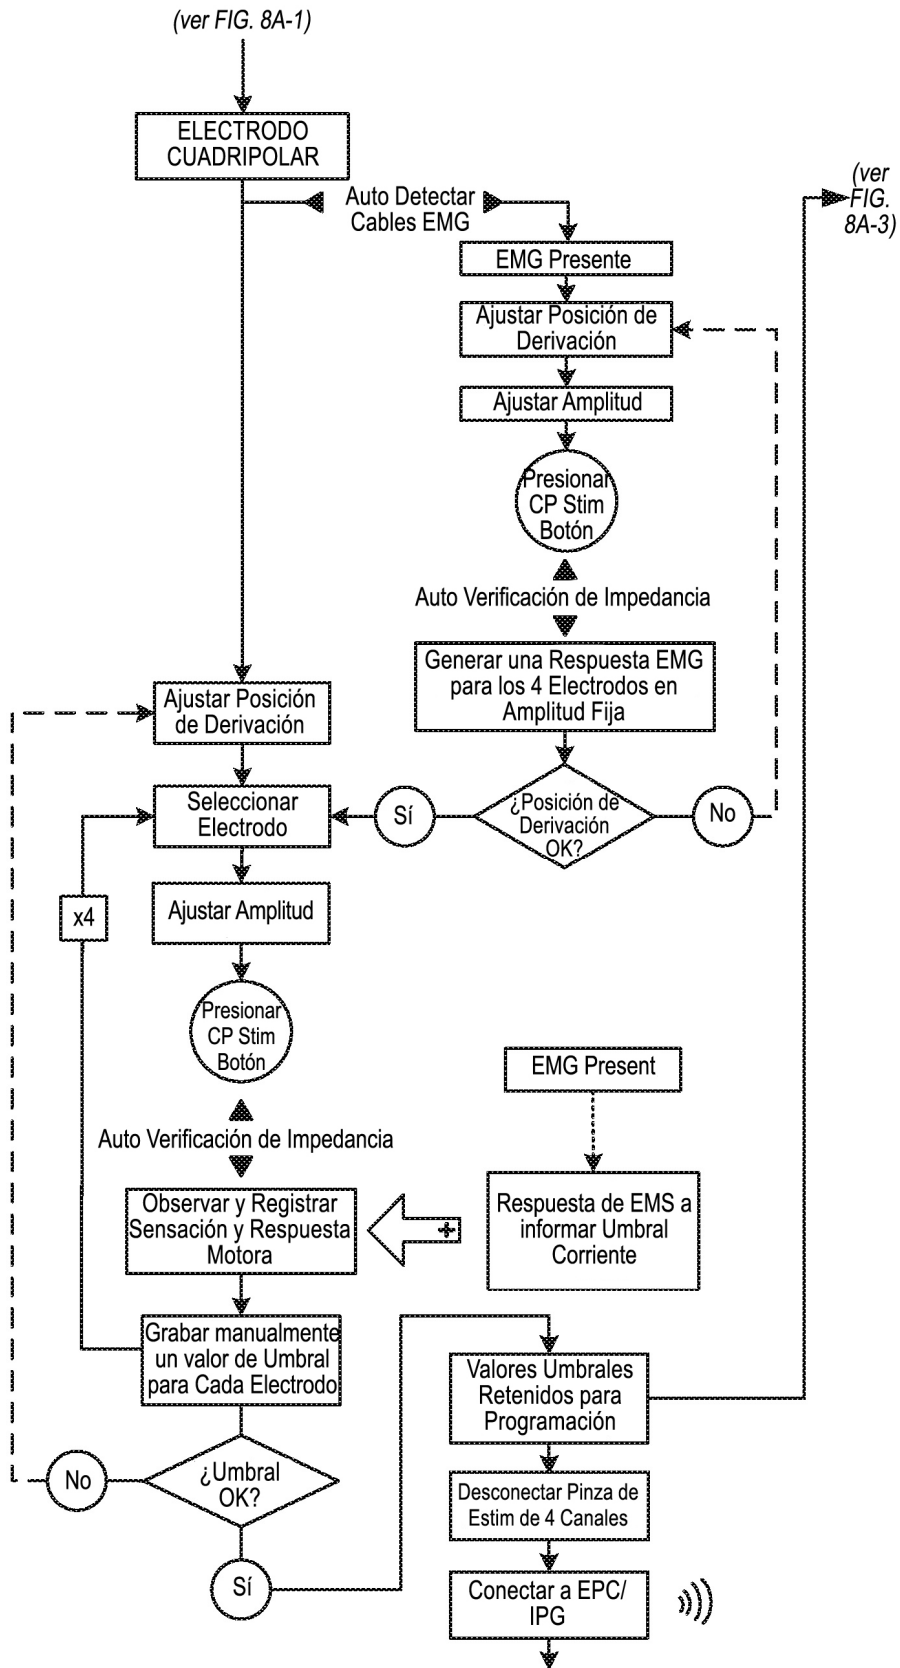 (ver FIG. 8A-1)
ELECTRODO
CUADRIPOLAR
Auto Detectar
Cables EMG
(ver
FIG.
8A-3)
EMG Presente
Ajustar Posición de
Derivación
Ajustar Amplitud
Presionar
CP Stim
Botón
Auto Verificación de Impedancia
Generar una Respuesta EMG
para los 4 Electrodos en
Amplitud Fija
¿Posición de
Derivación
OK?
No
Sí
Ajustar Posición
de Derivación
Seleccionar
Electrodo
x4
Ajustar Amplitud
Presionar
CP Stim
Botón
Auto Verificación de Impedancia
EMG Present
Respuesta de EMS a
informar Umbral
Corriente
+
Observar y Registrar
Sensación y Respuesta
Motora
Grabar manualmente
un valor de Umbral
para Cada Electrodo
¿Umbral
OK?
No
Sí
Valores Umbrales
Retenidos para
Programación
Desconectar Pinza de
Estim de 4 Canales
Conectar a EPC/
IPG